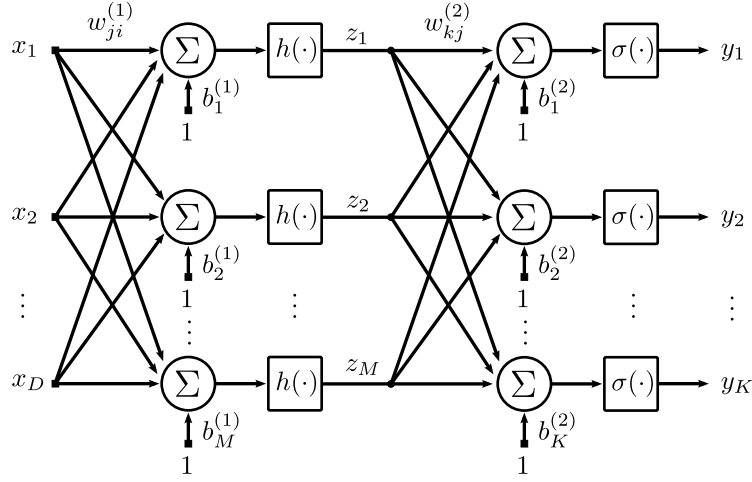 x_1 w_{ji}^{(1)} Σ h(·) z_1 w_{kj}^{(2)} Σ σ(·) y_1
b_1^{(1)} b_1^{(2)}
1 1
x_2 Σ h(·) z_2 Σ σ(·) y_2
b_2^{(1)} b_2^{(2)}
1 1
⋮ ⋮ ⋮ ⋮ ⋮ ⋮
x_D Σ h(·) z_M Σ σ(·) y_K
b_M^{(1)} b_K^{(2)}
1 1